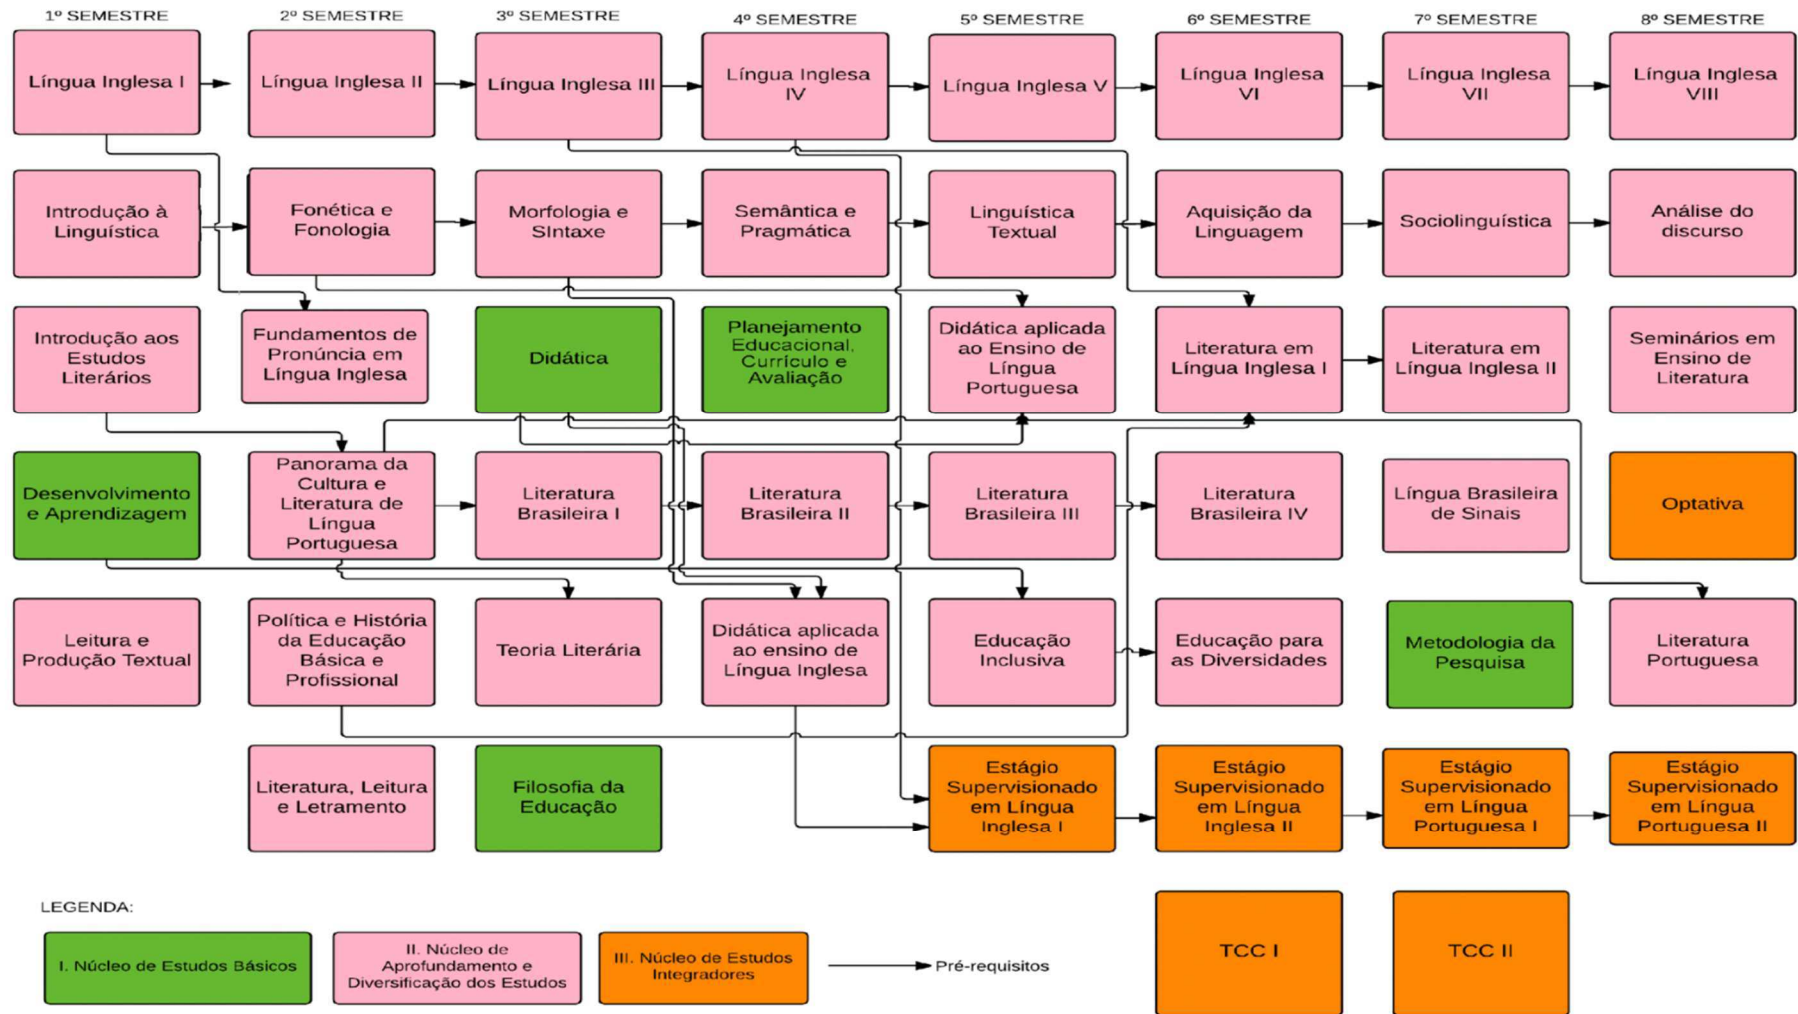 1º SEMESTRE
2º SEMESTRE
3º SEMESTRE
4º SEMESTRE
5º SEMESTRE
6º SEMESTRE
7º SEMESTRE
8º SEMESTRE
Língua Inglesa I
Língua Inglesa II
Língua Inglesa III
Língua Inglesa
IV
Língua Inglesa V
Língua Inglesa
VI
Língua Inglesa
VII
Língua Inglesa
VIII
Introdução à
Linguística
Fonética e
Fonologia
Morfologia e
SIntaxe
Semântica e
Pragmática
Linguística
Textual
Aquisição da
Linguagem
Sociolinguística
Análise do
discurso
Introdução aos
Estudos
Literários
Fundamentos de
Pronúncia em
Língua Inglesa
Didática
Planejamento
Educacional,
Currículo e
Avaliação
Didática aplicada
ao Ensino de
Língua
Portuguesa
Literatura em
Língua Inglesa I
Literatura em
Língua Inglesa II
Seminários em
Ensino de
Literatura
Desenvolvimento
e Aprendizagem
Panorama da
Cultura e
Literatura de
Língua
Portuguesa
Literatura
Brasileira I
Literatura
Brasileira II
Literatura
Brasileira III
Literatura
Brasileira IV
Língua Brasileira
de Sinais
Optativa
Leitura e
Produção Textual
Política e História
da Educação
Básica e
Profissional
Teoria Literária
Didática aplicada
ao ensino de
Língua Inglesa
Educação
Inclusiva
Educação para
as Diversidades
Metodologia da
Pesquisa
Literatura
Portuguesa
Literatura, Leitura
e Letramento
Filosofia da
Educação
Estágio
Supervisionado
em Língua
Inglesa I
Estágio
Supervisionado
em Língua
Inglesa II
Estágio
Supervisionado
em Língua
Portuguesa I
Estágio
Supervisionado
em Língua
Portuguesa II
TCC I
TCC II
LEGENDA:
I. Núcleo de Estudos Básicos
II. Núcleo de
Aprofundamento e
Diversificação dos Estudos
III. Núcleo de Estudos
Integradores
Pré-requisitos